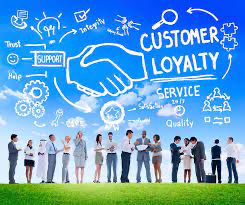 Integrity
CUSTOMER
LOYALTY
Trust
SUPPORT
Help
SERVICE
Quality